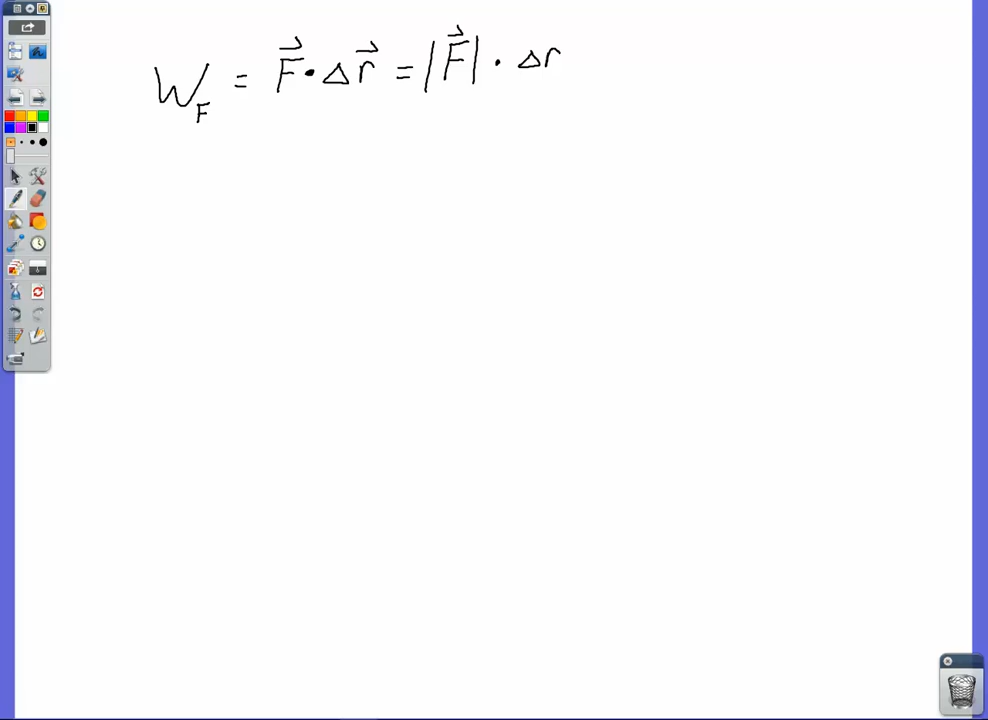 W_F = F⃗ · Δr⃗ = |F⃗| · Δr